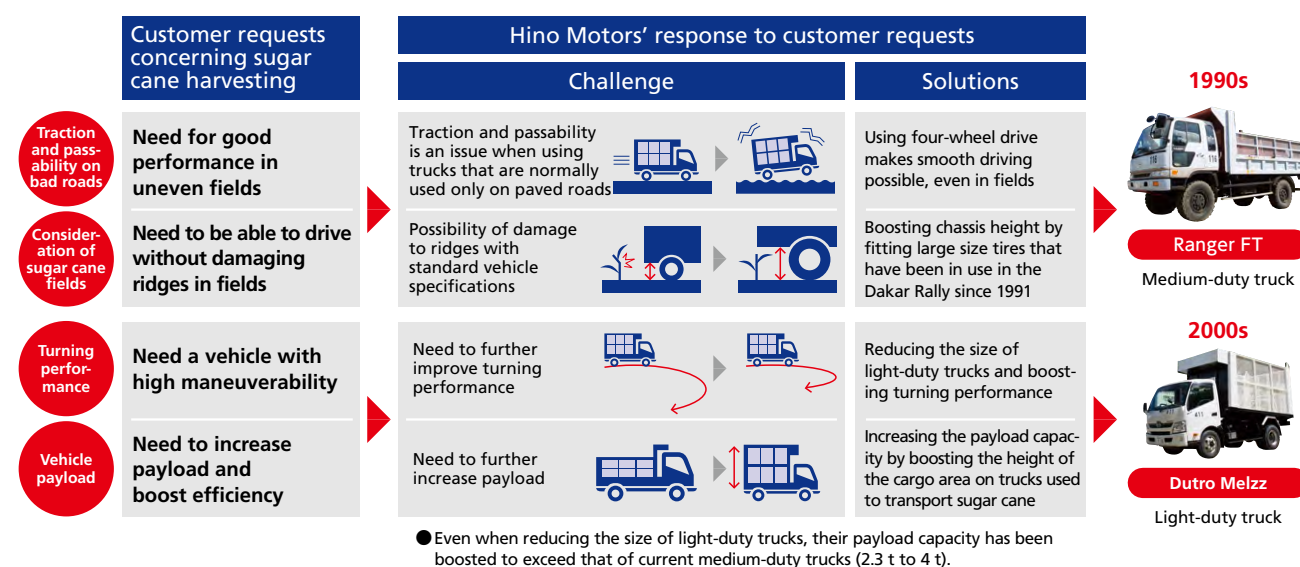 Customer requests
concerning sugar
cane harvesting
Hino Motors’ response to customer requests
Challenge
Solutions
Traction
and pass-
ability on
bad roads
Need for good
performance in
uneven fields
Traction and passability
is an issue when using
trucks that are normally
used only on paved roads
Using four-wheel drive
makes smooth driving
possible, even in fields
Consider-
ation of
sugar cane
fields
Need to be able to drive
without damaging
ridges in fields
Possibility of damage
to ridges with
standard vehicle
specifications
Boosting chassis height by
fitting large size tires that
have been in use in the
Dakar Rally since 1991
1990s
116
116
Ranger FT
Medium-duty truck
Turning
perfor-
mance
Need a vehicle with
high maneuverability
Need to further
improve turning
performance
Reducing the size of
light-duty trucks and boost-
ing turning performance
Vehicle
payload
Need to increase
payload and
boost efficiency
Need to further
increase payload
Increasing the payload capac-
ity by boosting the height of
the cargo area on trucks used
to transport sugar cane
2000s
Dutro Melzz
Light-duty truck
●Even when reducing the size of light-duty trucks, their payload capacity has been
boosted to exceed that of current medium-duty trucks (2.3 t to 4 t).